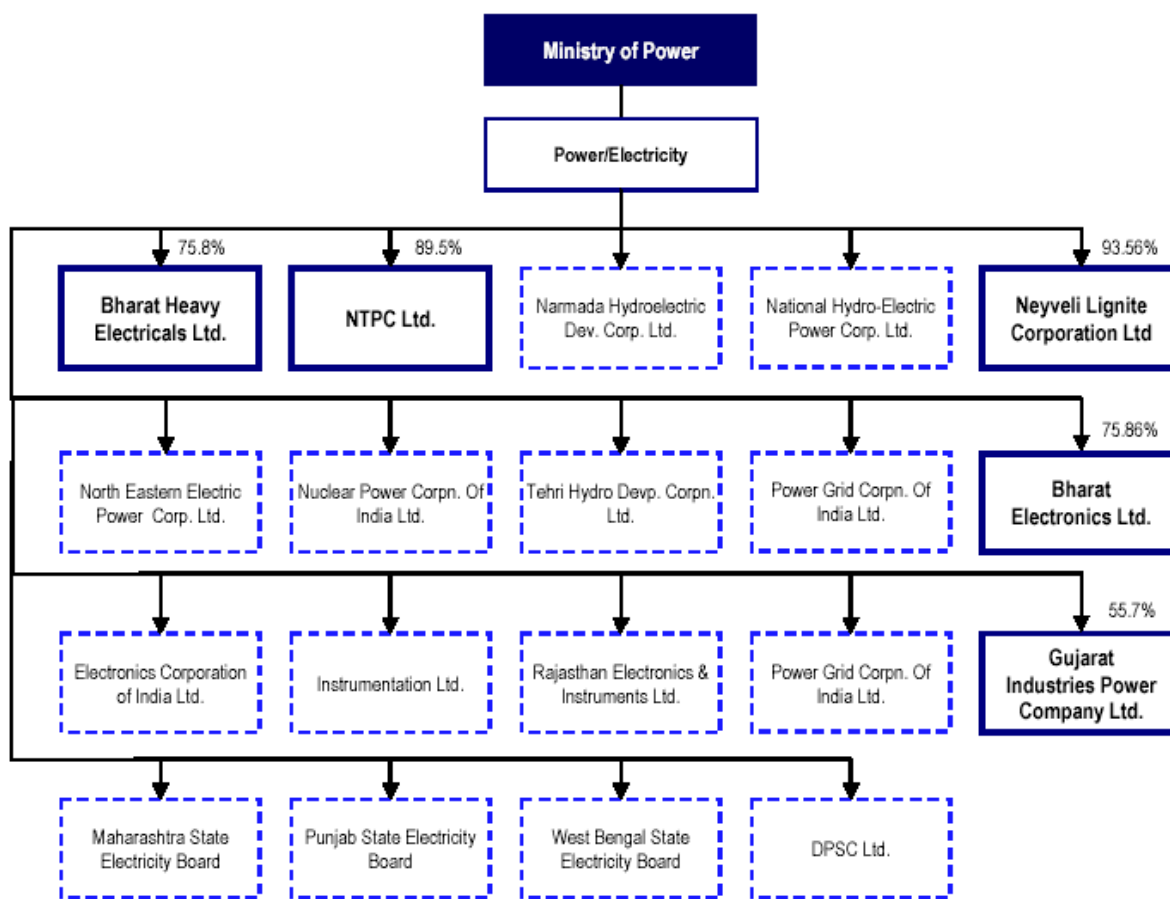 Ministry of Power
Power/Electricity
75.8%
89.5%
93.56%
Bharat Heavy
Electricals Ltd.
NTPC Ltd.
Narmada Hydroelectric
Dev. Corp. Ltd.
National Hydro-Electric
Power Corp. Ltd.
Neyveli Lignite
Corporation Ltd
75.86%
North Eastern Electric
Power Corp. Ltd.
Nuclear Power Corpn. Of
India Ltd.
Tehri Hydro Devp. Corpn.
Ltd.
Power Grid Corpn. Of
India Ltd.
Bharat
Electronics Ltd.
55.7%
Electronics Corporation
of India Ltd.
Instrumentation Ltd.
Rajasthan Electronics &
Instruments Ltd.
Power Grid Corpn. Of
India Ltd.
Gujarat
Industries Power
Company Ltd.
Maharashtra State
Electricity Board
Punjab State Electricity
Board
West Bengal State
Electricity Board
DPSC Ltd.